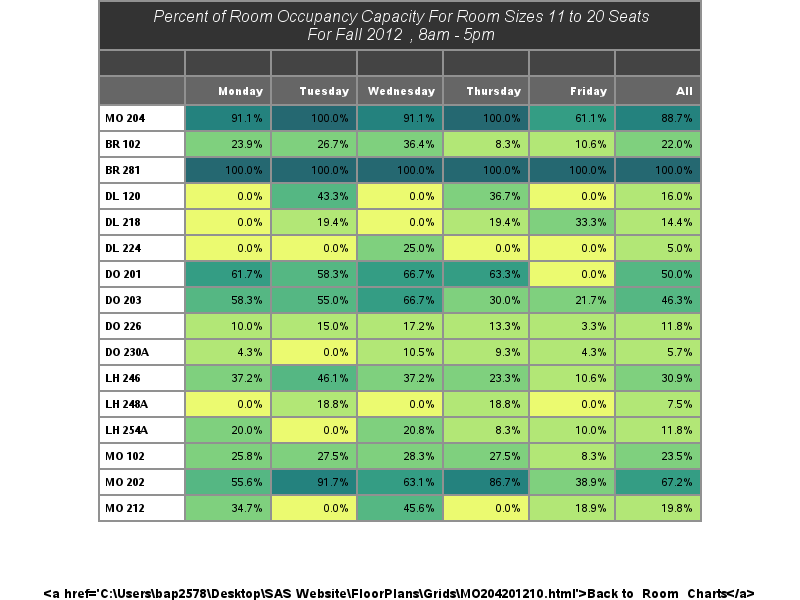 Percent of Room Occupancy Capacity For Room Sizes 11 to 20 Seats
For Fall 2012 , 8am - 5pm
Monday Tuesday Wednesday Thursday Friday All
MO 204 91.1% 100.0% 91.1% 100.0% 61.1% 88.7%
BR 102 23.9% 26.7% 36.4% 8.3% 10.6% 22.0%
BR 281 100.0% 100.0% 100.0% 100.0% 100.0% 100.0%
DL 120 0.0% 43.3% 0.0% 36.7% 0.0% 16.0%
DL 218 0.0% 19.4% 0.0% 19.4% 33.3% 14.4%
DL 224 0.0% 0.0% 25.0% 0.0% 0.0% 5.0%
DO 201 61.7% 58.3% 66.7% 63.3% 0.0% 50.0%
DO 203 58.3% 55.0% 66.7% 30.0% 21.7% 46.3%
DO 226 10.0% 15.0% 17.2% 13.3% 3.3% 11.8%
DO 230A 4.3% 0.0% 10.5% 9.3% 4.3% 5.7%
LH 246 37.2% 46.1% 37.2% 23.3% 10.6% 30.9%
LH 248A 0.0% 18.8% 0.0% 18.8% 0.0% 7.5%
LH 254A 20.0% 0.0% 20.8% 8.3% 10.0% 11.8%
MO 102 25.8% 27.5% 28.3% 27.5% 8.3% 23.5%
MO 202 55.6% 91.7% 63.1% 86.7% 38.9% 67.2%
MO 212 34.7% 0.0% 45.6% 0.0% 18.9% 19.8%
<a href='C:\Users\bap2578\Desktop\SAS Website\FloorPlans\Grids\MO204201210.html'>Back to Room Charts</a>